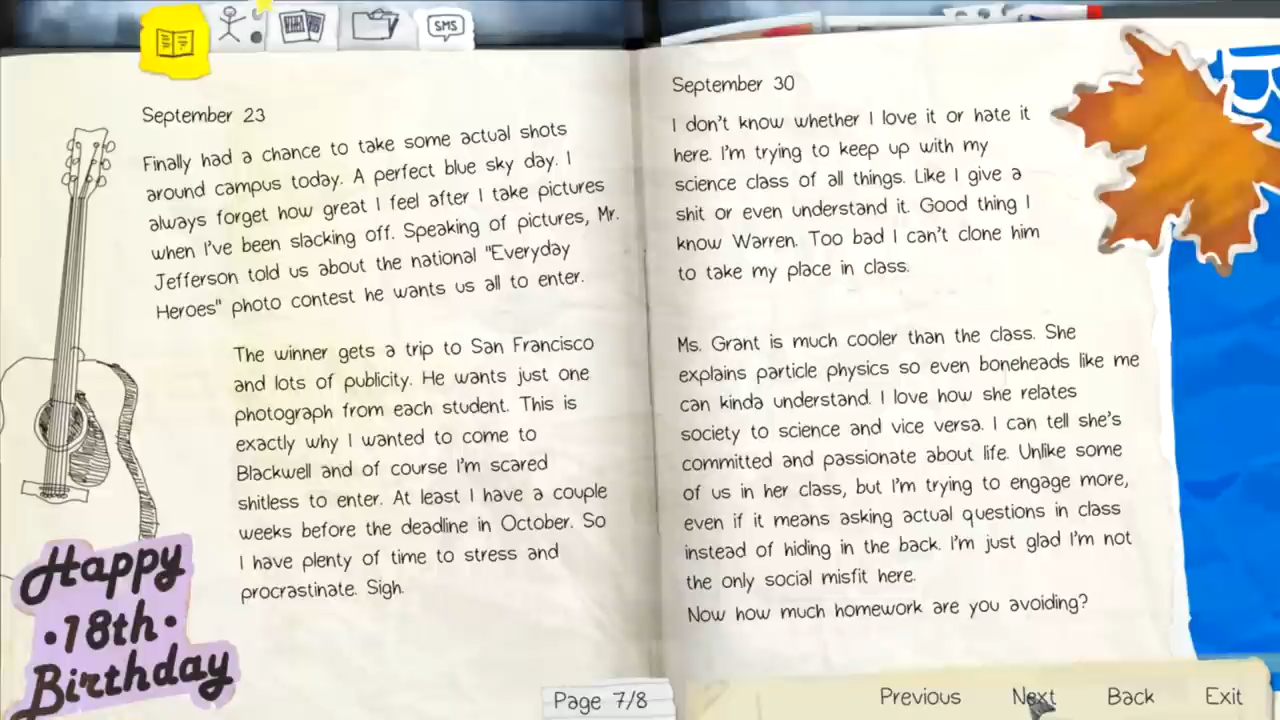 SMS
September 23
Finally had a chance to take some actual shots
around campus today. A perfect blue sky day. I
always forget how great I feel after I take pictures
when I've been slacking off. Speaking of pictures, Mr.
Jefferson told us about the national "Everyday
Heroes" photo contest he wants us all to enter.
The winner gets a trip to San Francisco
and lots of publicity. He wants just one
photograph from each student. This is
exactly why I wanted to come to
Blackwell and of course I'm scared
shitless to enter. At least I have a couple
weeks before the deadline in October. So
I have plenty of time to stress and
procrastinate. Sigh.
Happy
•18th•
Birthday
September 30
I don't know whether I love it or hate it
here. I'm trying to keep up with my
science class of all things. Like I give a
shit or even understand it. Good thing I
know Warren. Too bad I can't clone him
to take my place in class.
Ms. Grant is much cooler than the class. She
explains particle physics so even boneheads like me
can kinda understand. I love how she relates
society to science and vice versa. I can tell she's
committed and passionate about life. Unlike some
of us in her class, but I'm trying to engage more,
even if it means asking actual questions in class
instead of hiding in the back. I'm just glad I'm not
the only social misfit here.
Now how much homework are you avoiding?
Page 7/8
Previous Next Back Exit